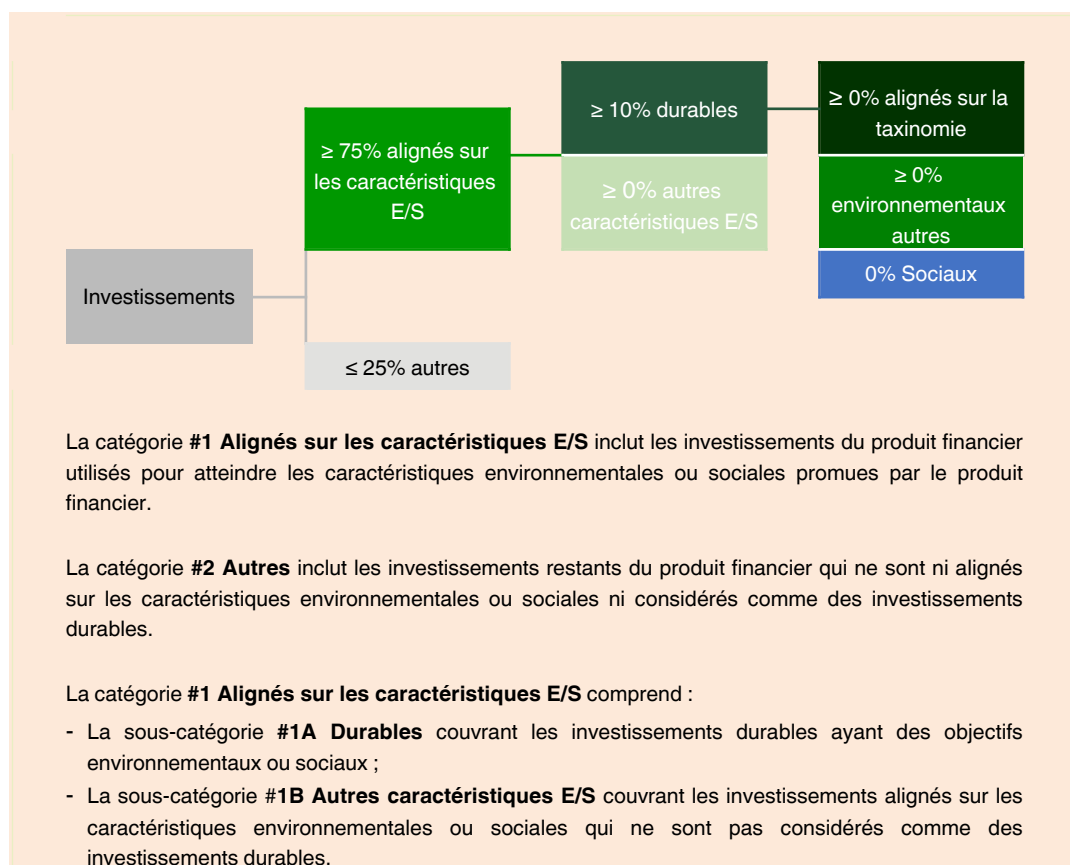 ≥ 10% durables
≥ 0% alignés sur la
taxinomie
≥ 75% alignés sur
les caractéristiques
E/S
≥ 0% autres
caractéristiques E/S
≥ 0%
environnementaux
autres
0% Sociaux
Investissements
≤ 25% autres
La catégorie #1 Alignés sur les caractéristiques E/S inclut les investissements du produit financier
utilisés pour atteindre les caractéristiques environnementales ou sociales promues par le produit
financier.
La catégorie #2 Autres inclut les investissements restants du produit financier qui ne sont ni alignés
sur les caractéristiques environnementales ou sociales ni considérés comme des investissements
durables.
La catégorie #1 Alignés sur les caractéristiques E/S comprend :
- La sous-catégorie #1A Durables couvrant les investissements durables ayant des objectifs
environnementaux ou sociaux ;
- La sous-catégorie #1B Autres caractéristiques E/S couvrant les investissements alignés sur les
caractéristiques environnementales ou sociales qui ne sont pas considérés comme des
investissements durables.